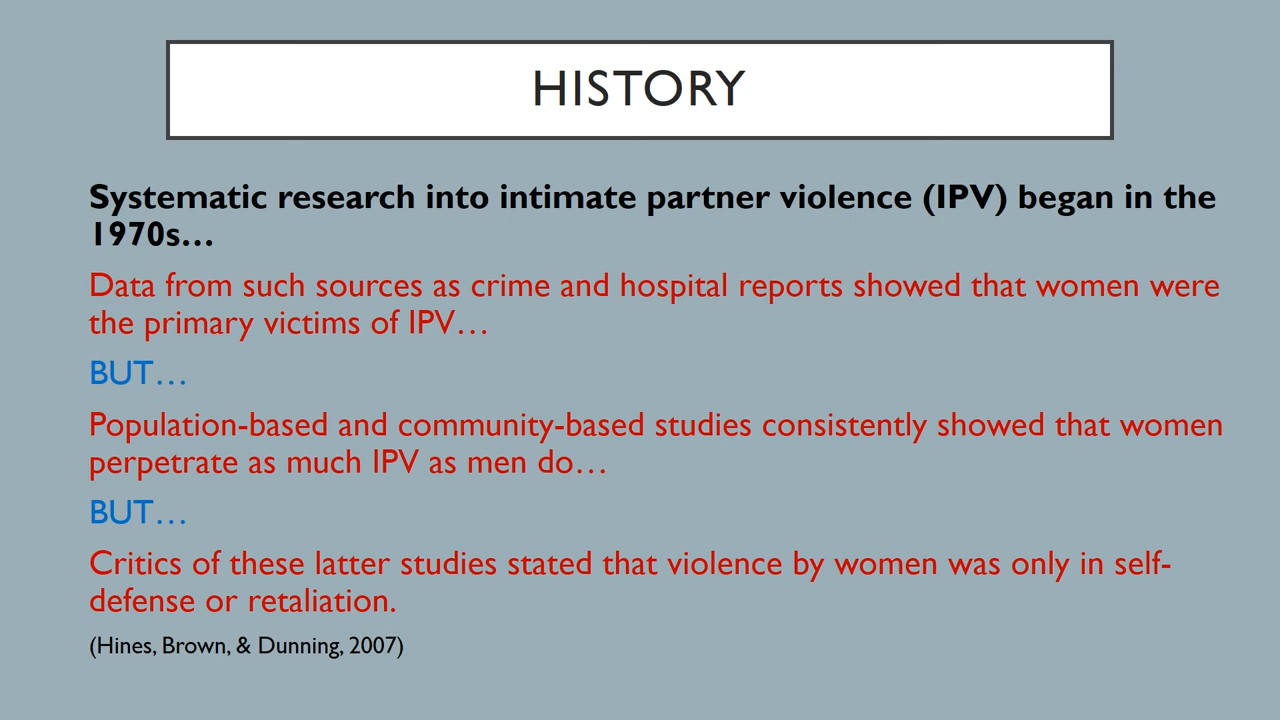 HISTORY
Systematic research into intimate partner violence (IPV) began in the
1970s…
Data from such sources as crime and hospital reports showed that women were
the primary victims of IPV…
BUT…
Population-based and community-based studies consistently showed that women
perpetrate as much IPV as men do…
BUT…
Critics of these latter studies stated that violence by women was only in self-
defense or retaliation.
(Hines, Brown, & Dunning, 2007)